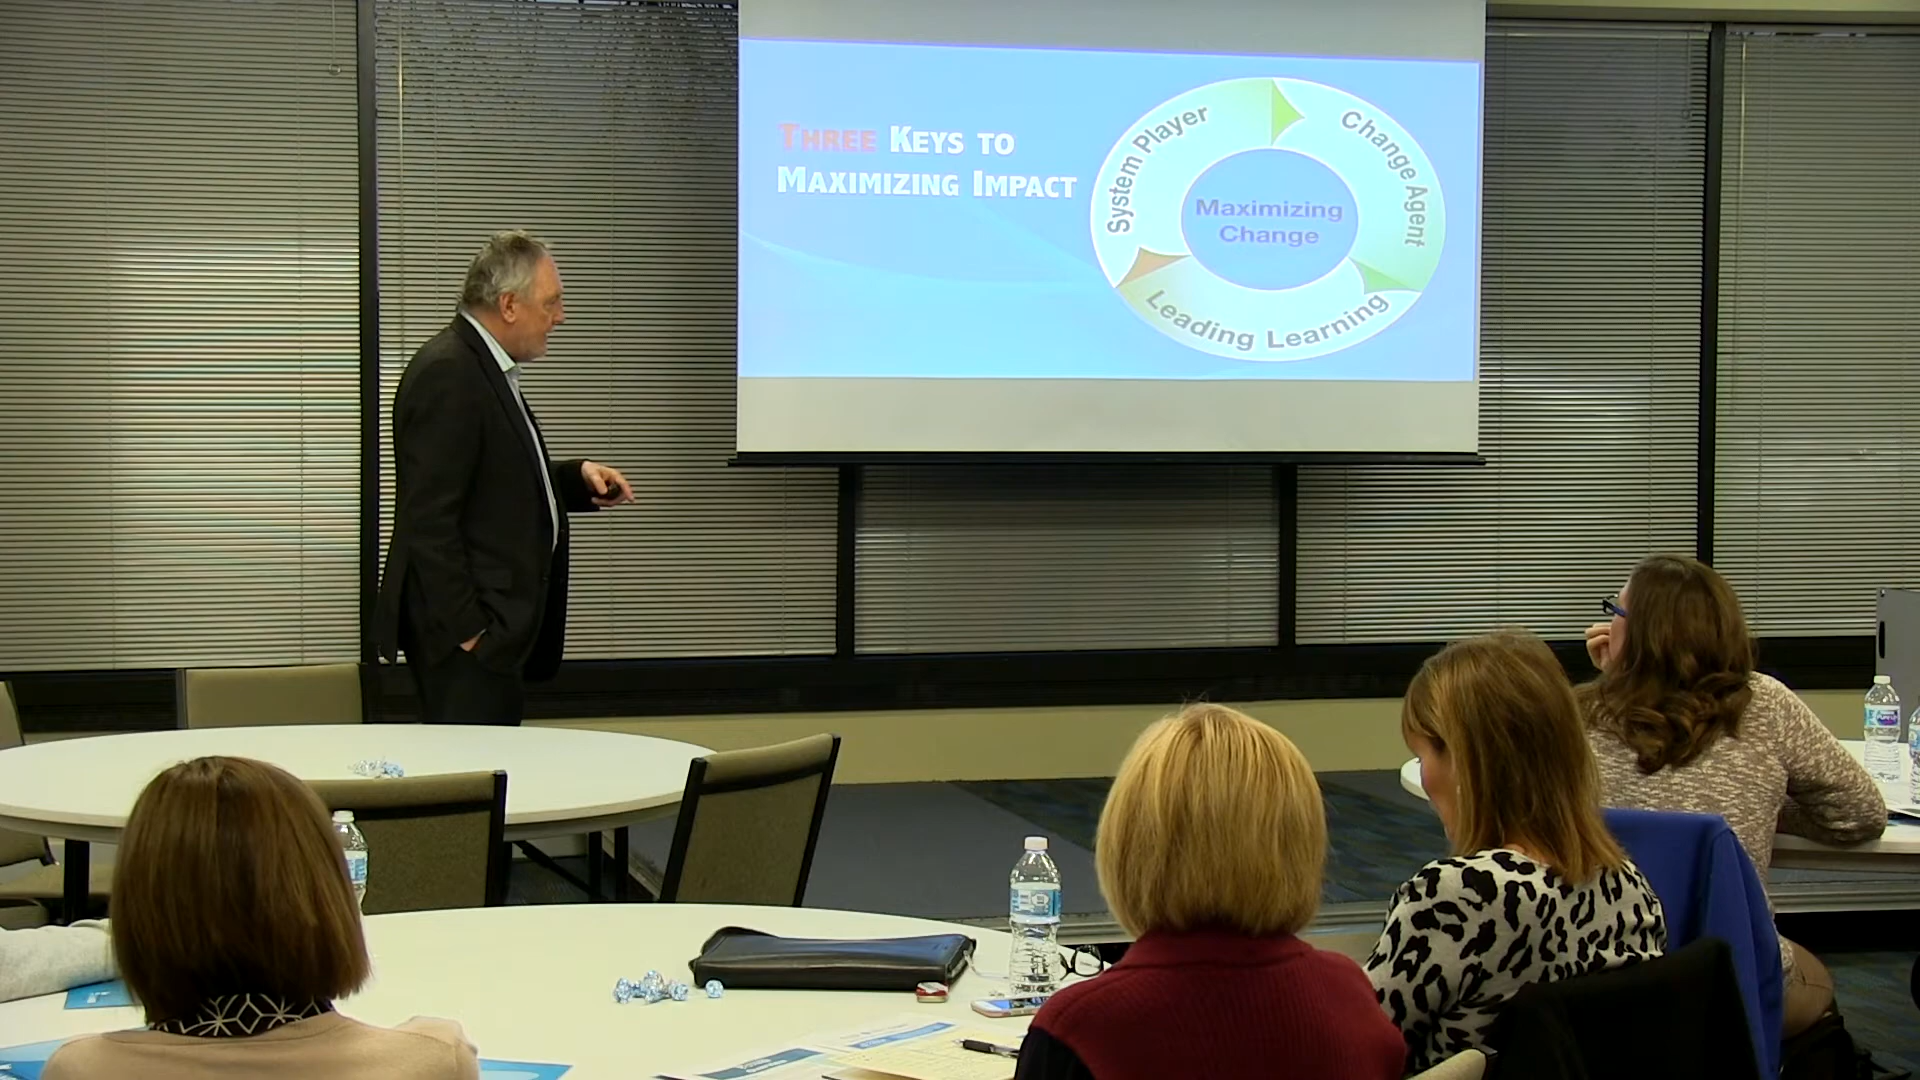 THREE KEYS TO
MAXIMIZING IMPACT
System Player
Change Agent
Leading Learning
Maximizing
Change